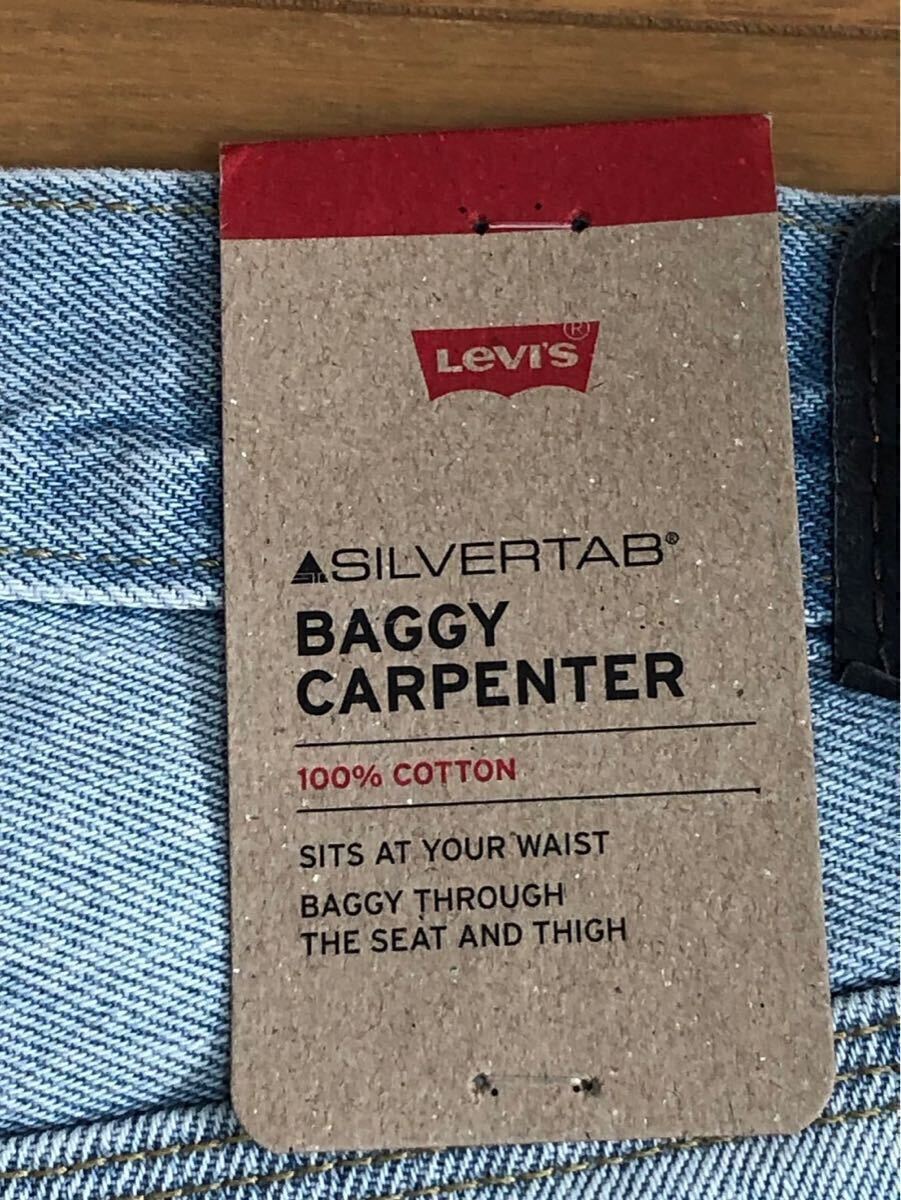 LEVI'S®
SILVERTAB®
BAGGY
CARPENTER
100% COTTON
SITS AT YOUR WAIST
BAGGY THROUGH
THE SEAT AND THIGH